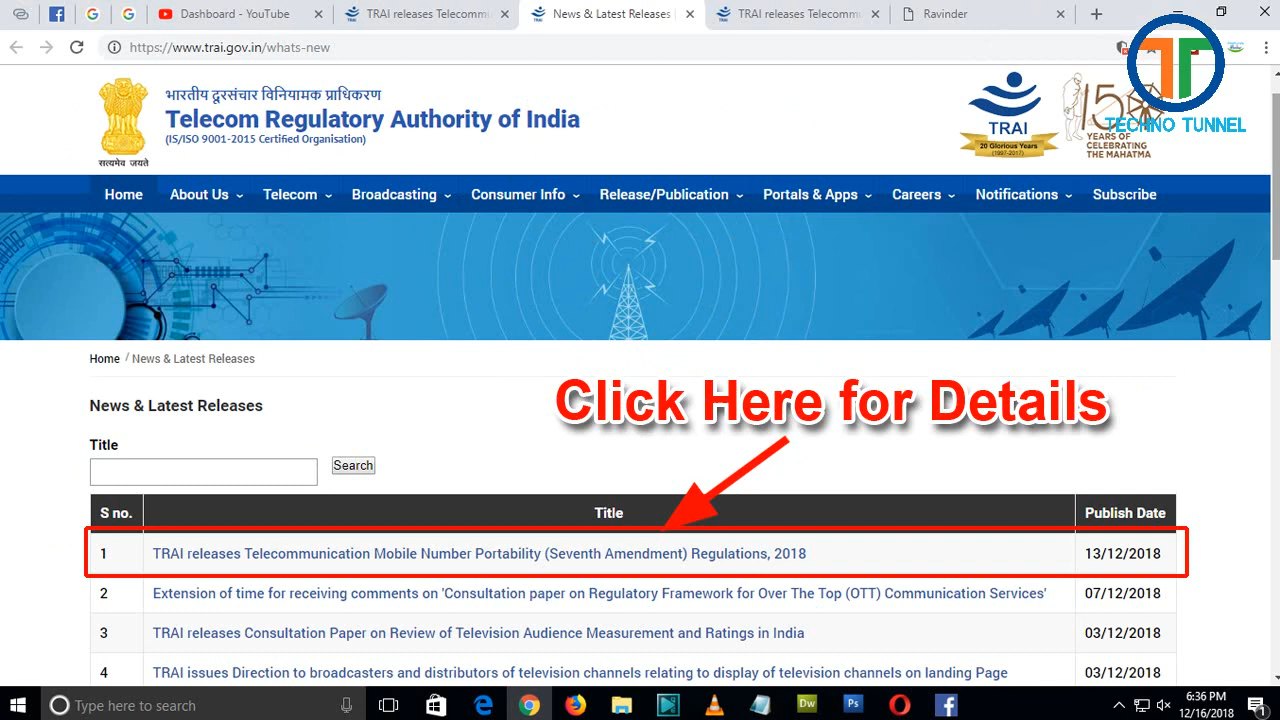 Dashboard - YouTube
TRAI releases Telecommu
News & Latest Releases |
TRAI releases Telecommu
Ravinder
https://www.trai.gov.in/whats-new
TECHNO TUNNEL
भारतीय दूरसंचार विनियामक प्राधिकरण
Telecom Regulatory Authority of India
(IS/ISO 9001-2015 Certified Organisation)
सत्यमेव जयते
TRAI
20 Glorious Years
(1997-2017)
150
YEARS OF
CELEBRATING
THE MAHATMA
Home About Us Telecom Broadcasting Consumer Info Release/Publication Portals & Apps Careers Notifications Subscribe
Home / News & Latest Releases
News & Latest Releases
Click Here for Details
Title
Search
S no. Title Publish Date
1 TRAI releases Telecommunication Mobile Number Portability (Seventh Amendment) Regulations, 2018 13/12/2018
2 Extension of time for receiving comments on 'Consultation paper on Regulatory Framework for Over The Top (OTT) Communication Services' 07/12/2018
3 TRAI releases Consultation Paper on Review of Television Audience Measurement and Ratings in India 03/12/2018
4 TRAI issues Direction to broadcasters and distributors of television channels relating to display of television channels on landing Page 03/12/2018
Type here to search
Dw
Ps
6:36 PM
12/16/2018
1